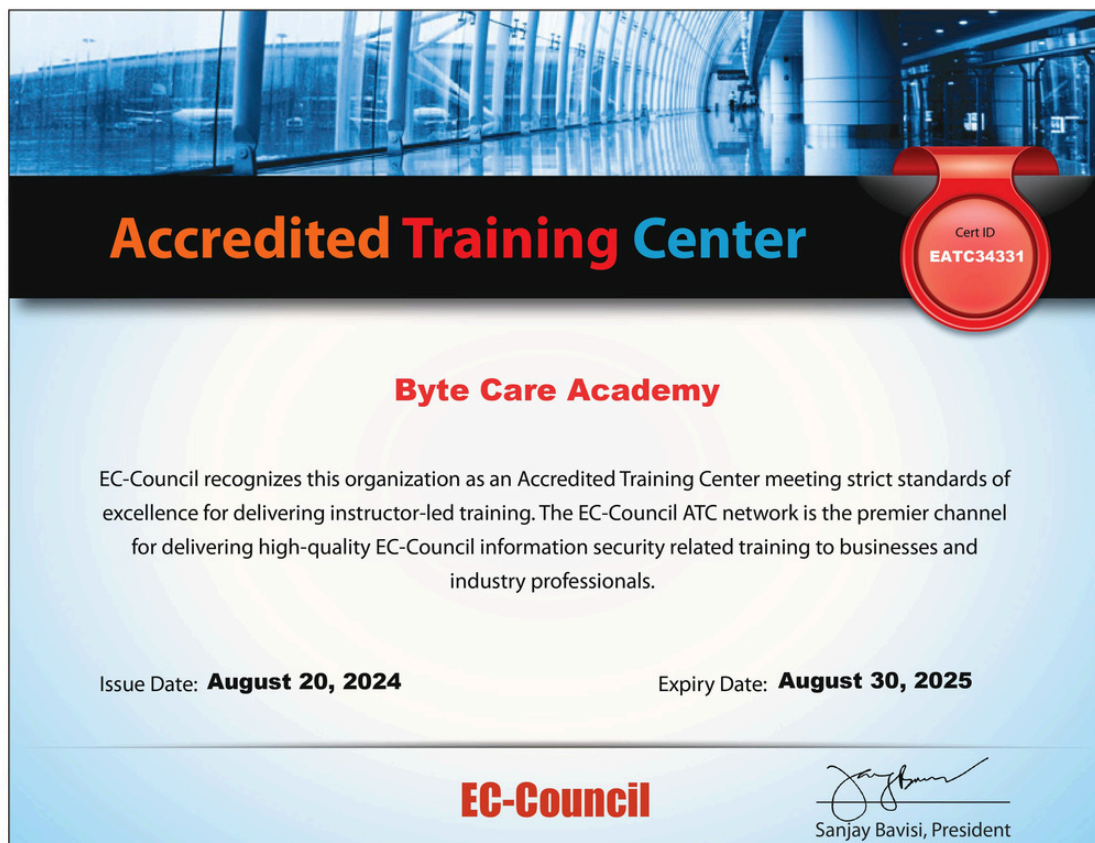 Accredited Training Center
Cert ID
EATC34331
Byte Care Academy
EC-Council recognizes this organization as an Accredited Training Center meeting strict standards of
excellence for delivering instructor-led training. The EC-Council ATC network is the premier channel
for delivering high-quality EC-Council information security related training to businesses and
industry professionals.
Issue Date: August 20, 2024
Expiry Date: August 30, 2025
EC-Council
Sanjay Bavisi, President